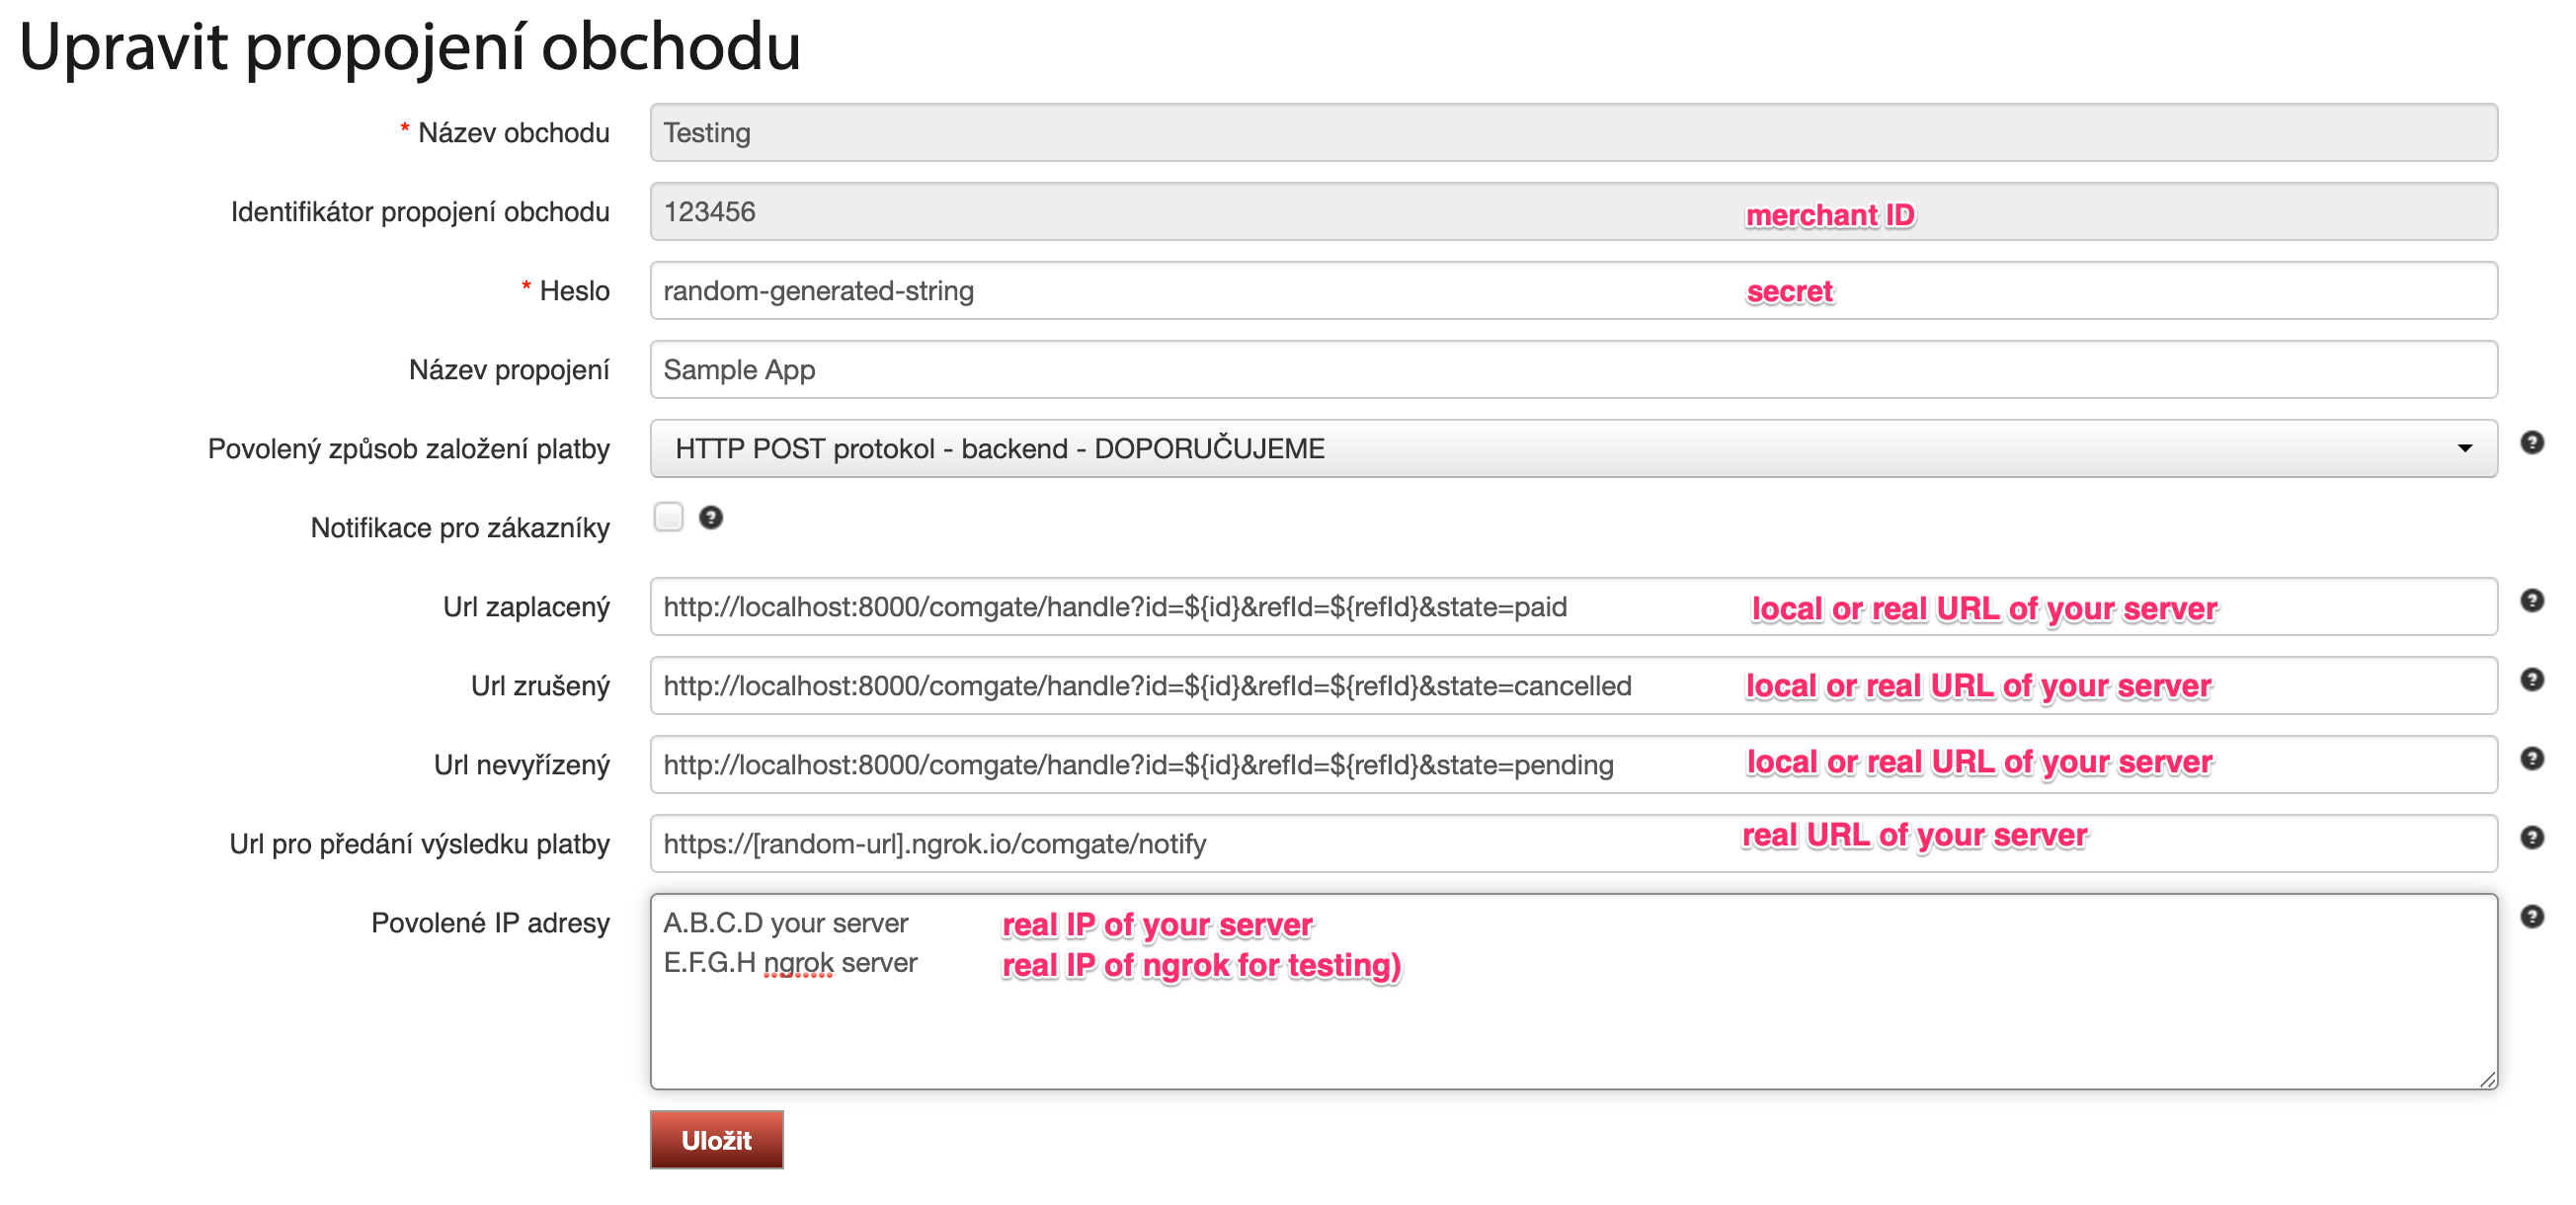 Upravit propojení obchodu
* Název obchodu Testing
Identifikátor propojení obchodu 123456 merchant ID
* Heslo random-generated-string secret
Název propojení Sample App
Povolený způsob založení platby HTTP POST protokol - backend - DOPORUČUJEME ?
Notifikace pro zákazníky ?
Url zaplacený http://localhost:8000/comgate/handle?id=${id}&refId=${refId}&state=paid local or real URL of your server ?
Url zrušený http://localhost:8000/comgate/handle?id=${id}&refId=${refId}&state=cancelled local or real URL of your server ?
Url nevyřízený http://localhost:8000/comgate/handle?id=${id}&refId=${refId}&state=pending local or real URL of your server ?
Url pro předání výsledku platby https://[random-url].ngrok.io/comgate/notify real URL of your server ?
Povolené IP adresy A.B.C.D your server real IP of your server ?
E.F.G.H ngrok server real IP of ngrok for testing)
Uložit